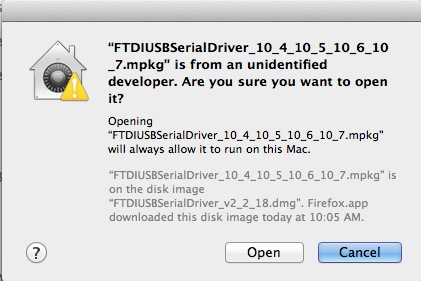 “FTDIUSBSerialDriver_10_4_10_5_10_6_10
_7.mpkg” is from an unidentified
developer. Are you sure you want to open
it?
Opening
“FTDIUSBSerialDriver_10_4_10_5_10_6_10_7.mpkg”
will always allow it to run on this Mac.
“FTDIUSBSerialDriver_10_4_10_5_10_6_10_7.mpkg” is
on the disk image
“FTDIUSBSerialDriver_v2_2_18.dmg”. Firefox.app
downloaded this disk image today at 10:05 AM.
?
Open
Cancel